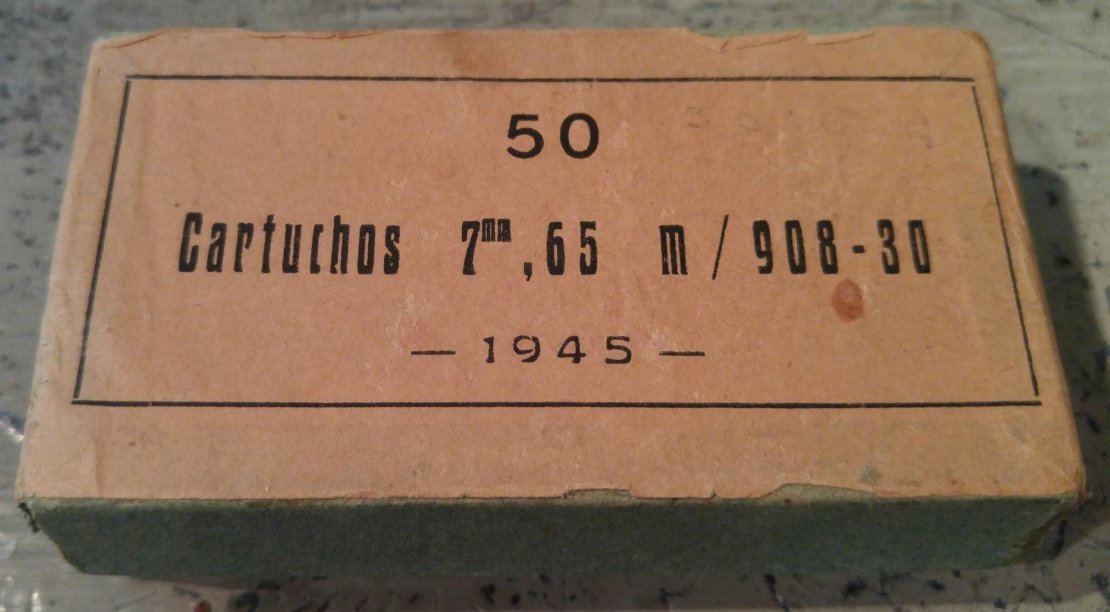 50
Cartuchos 7mm,65 m/908-30
— 1945 —